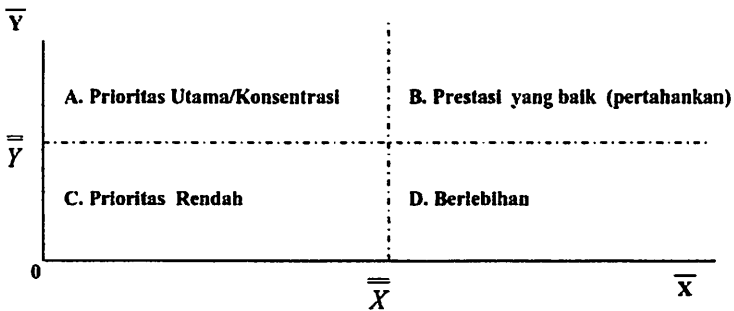 Y̅
A. Prioritas Utama/Konsentrasi
B. Prestasi yang baik (pertahankan)
Y̿
C. Prioritas Rendah
D. Berlebihan
0
X̿
X̅